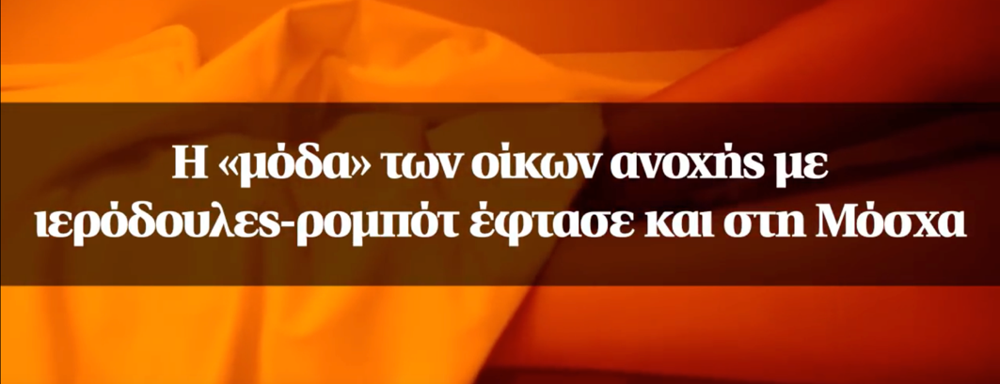 Η «μόδα» των οίκων ανοχής με
ιερόδουλες-ρομπότ έφτασε και στη Μόσχα